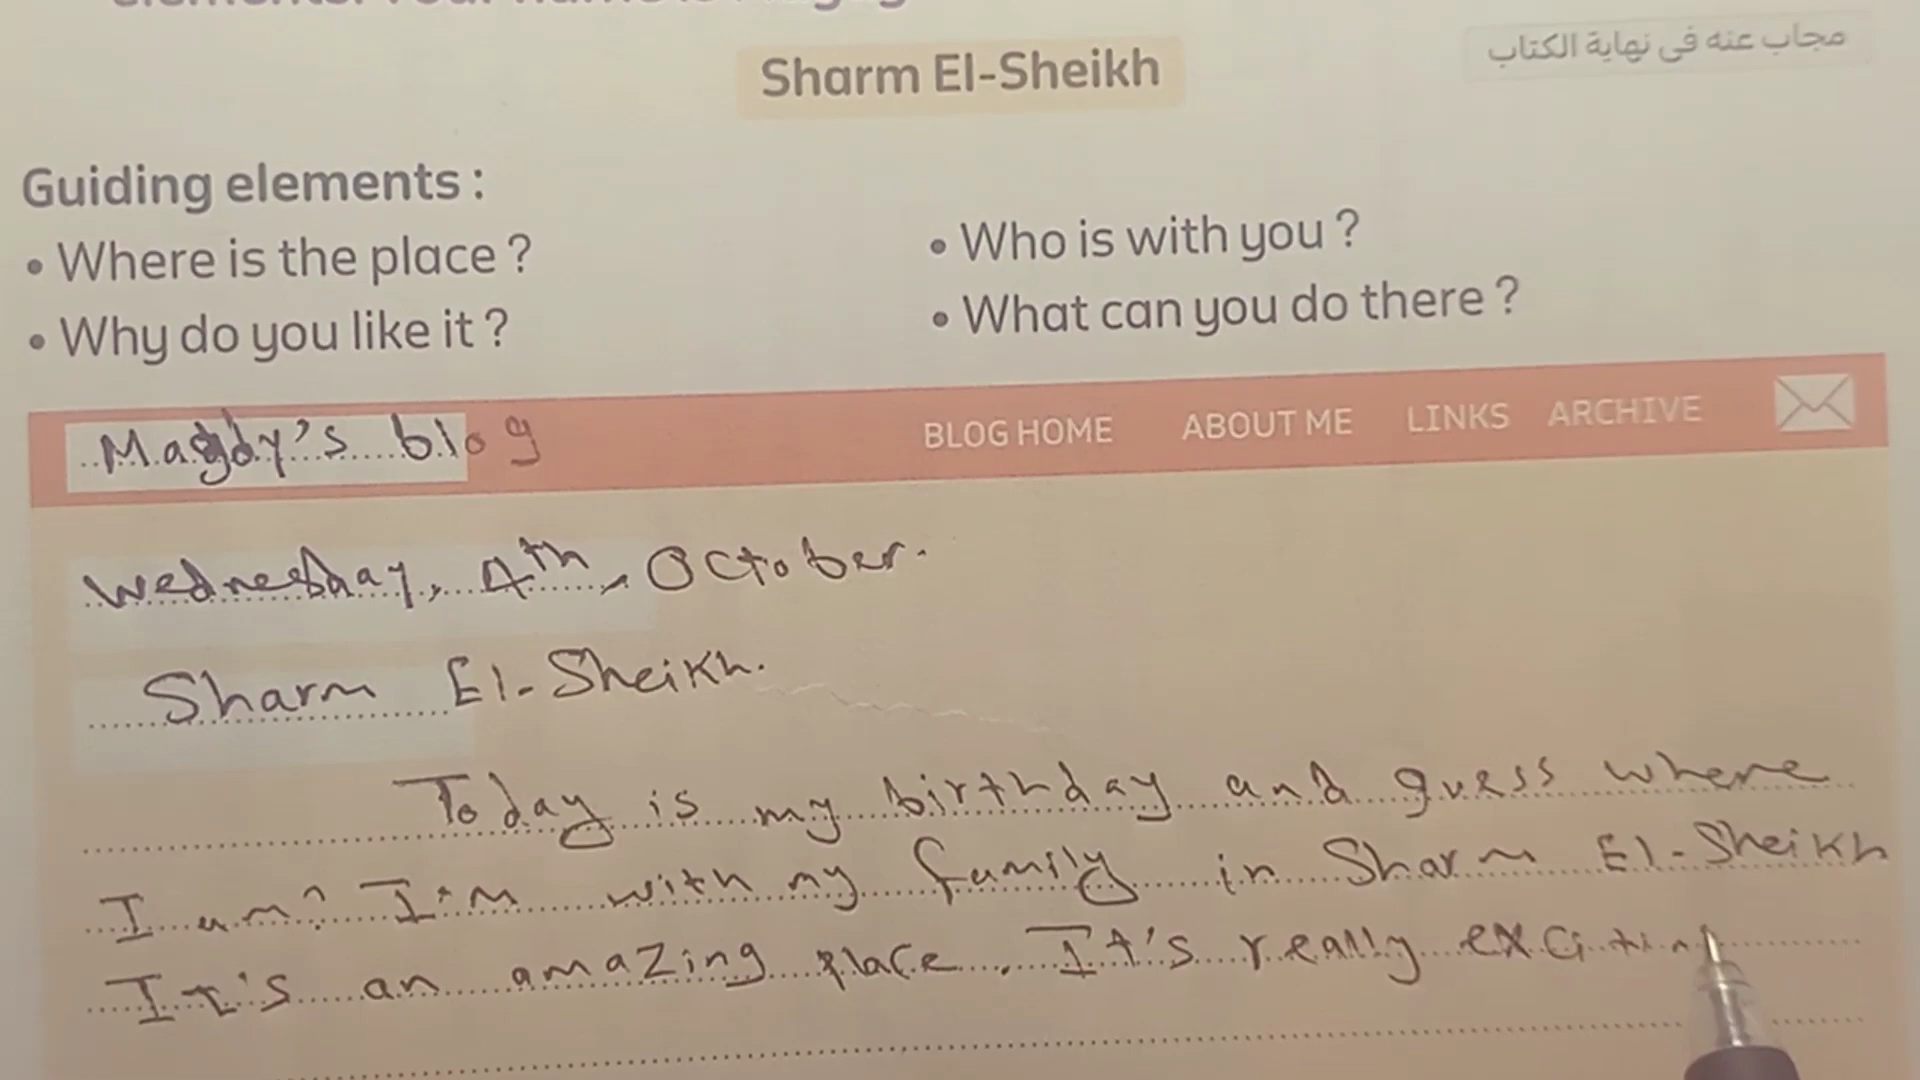 Sharm El-Sheikh
مجاب عنه فى نهاية الكتاب
Guiding elements :
• Where is the place ?
• Who is with you ?
• Why do you like it ?
• What can you do there ?
Magdy's blog
BLOG HOME ABOUT ME LINKS ARCHIVE
Wednesday, 4th, October.
Sharm El-Sheikh.
Today is my birthday and guess where
I am? I'm with my family in Sharm El-Sheikh
It's an amazing place. It's really excitin